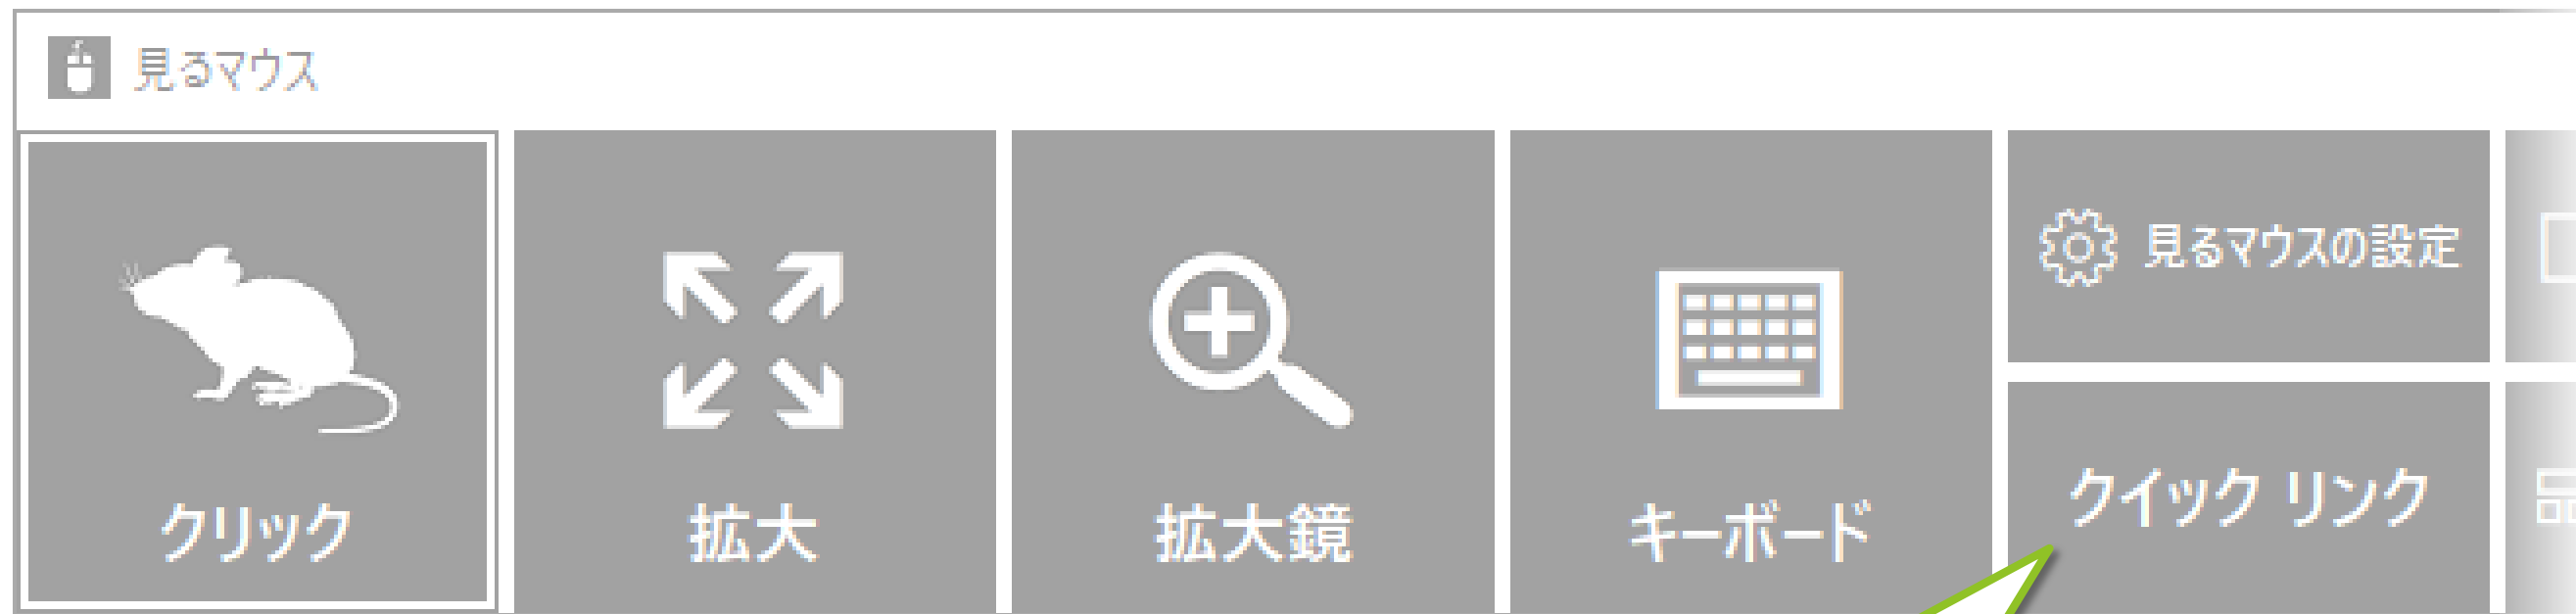 見るマウス
クリック
拡大
拡大鏡
キーボード
見るマウスの設定
クイック リンク